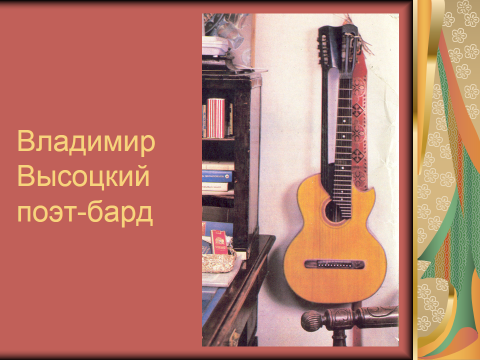 Владимир
Высоцкий
поэт-бард